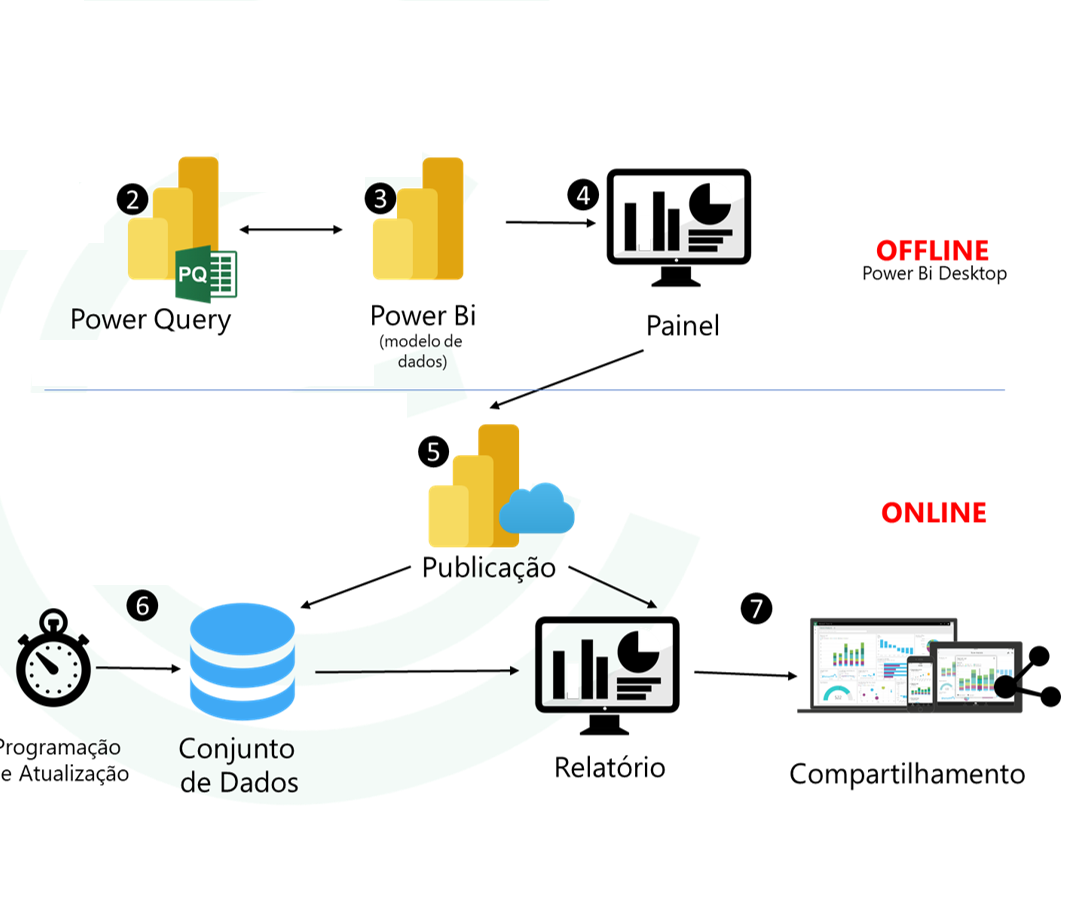 2
3
4
PQ
Power Query
Power Bi
(modelo de
dados)
Painel
OFFLINE
Power Bi Desktop
5
Publicação
ONLINE
6
7
Programação
e Atualização
Conjunto
de Dados
Relatório
Compartilhamento